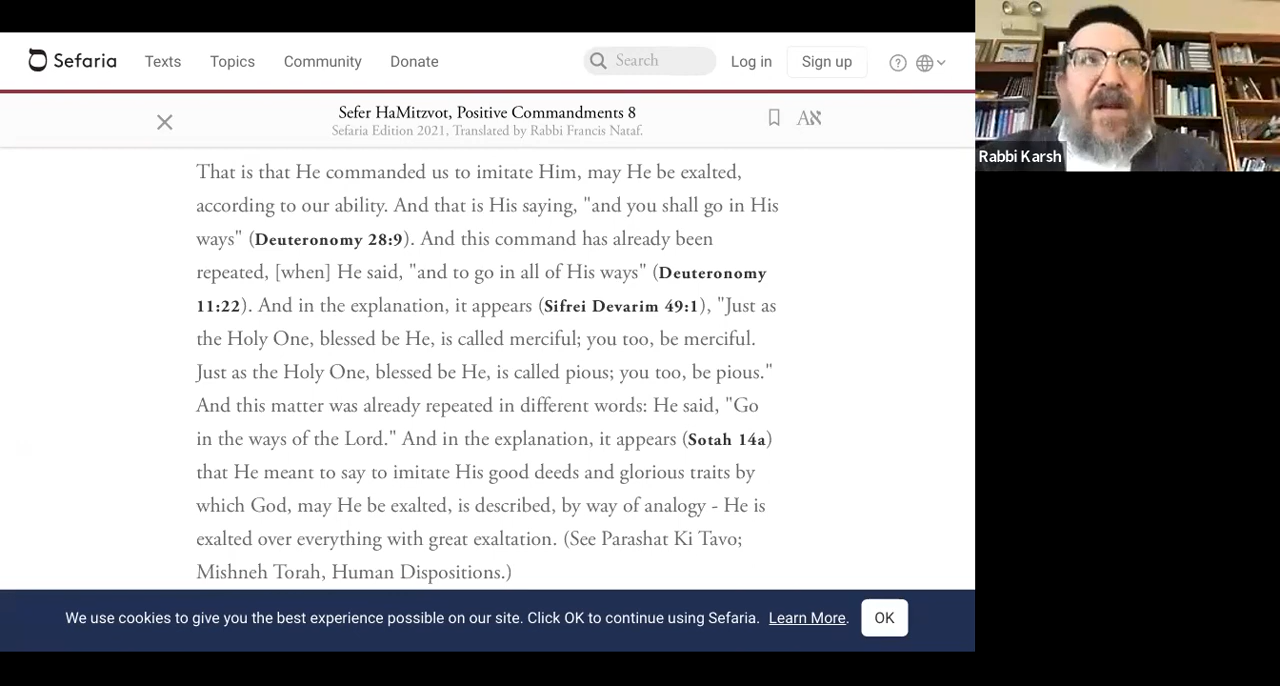 Sefaria Texts Topics Community Donate Search Log in Sign up
Sefer HaMitzvot, Positive Commandments 8
Sefaria Edition 2021, Translated by Rabbi Francis Nataf.
Aא
Rabbi Karsh
That is that He commanded us to imitate Him, may He be exalted,
according to our ability. And that is His saying, "and you shall go in His
ways" (Deuteronomy 28:9). And this command has already been
repeated, [when] He said, "and to go in all of His ways" (Deuteronomy
11:22). And in the explanation, it appears (Sifrei Devarim 49:1), "Just as
the Holy One, blessed be He, is called merciful; you too, be merciful.
Just as the Holy One, blessed be He, is called pious; you too, be pious."
And this matter was already repeated in different words: He said, "Go
in the ways of the Lord." And in the explanation, it appears (Sotah 14a)
that He meant to say to imitate His good deeds and glorious traits by
which God, may He be exalted, is described, by way of analogy - He is
exalted over everything with great exaltation. (See Parashat Ki Tavo;
Mishneh Torah, Human Dispositions.)
We use cookies to give you the best experience possible on our site. Click OK to continue using Sefaria. Learn More. OK